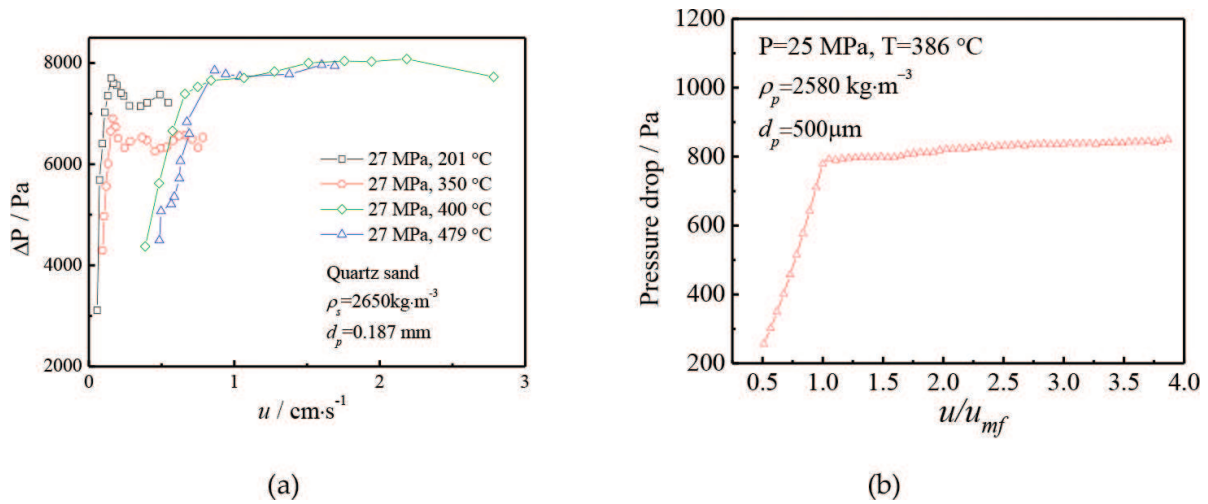 (a)
8000
6000
4000
2000
ΔP / Pa
27 MPa, 201 °C
27 MPa, 350 °C
27 MPa, 400 °C
27 MPa, 479 °C
Quartz sand
ρs=2650kg·m-3
dp=0.187 mm
0 1 2 3
u / cm·s-1
(a)
1200
1000
800
600
400
200
Pressure drop / Pa
P=25 MPa, T=386 °C
ρp=2580 kg·m-3
dp=500μm
0.5 1.0 1.5 2.0 2.5 3.0 3.5 4.0
u/umf
(b)